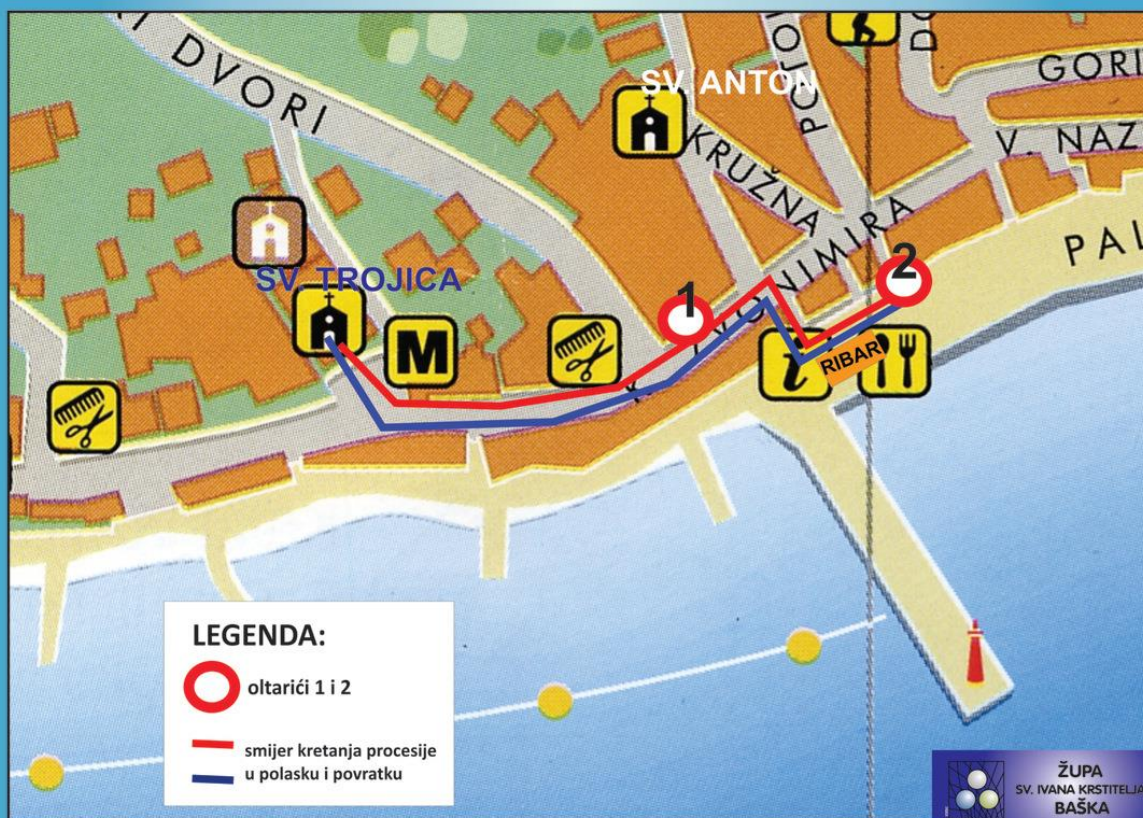 DVORI
SV. ANTON
KRUŽNA
GORI
V. NAZ
PAL
SV. TROJICA
M
1
2
i
RIBAR
LEGENDA:
oltarići 1 i 2
smijer kretanja procesije
u polasku i povratku
ŽUPA
SV. IVANA KRSTITELJA
BAŠKA